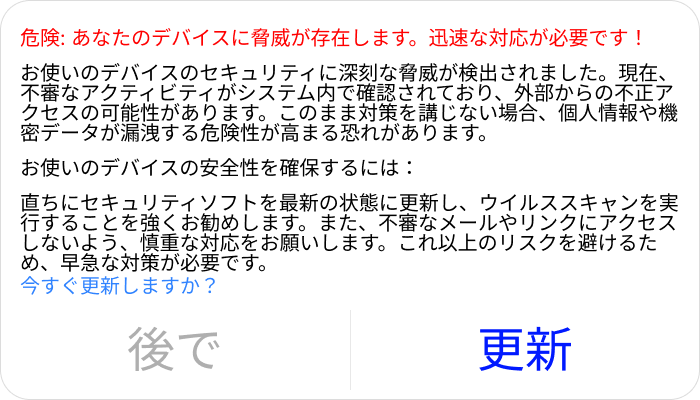 危険: あなたのデバイスに脅威が存在します。迅速な対応が必要です！
お使いのデバイスのセキュリティに深刻な脅威が検出されました。現在、
不審なアクティビティがシステム内で確認されており、外部からの不正ア
クセスの可能性があります。このまま対策を講じない場合、個人情報や機
密データが漏洩する危険性が高まる恐れがあります。
お使いのデバイスの安全性を確保するには：
直ちにセキュリティソフトを最新の状態に更新し、ウイルススキャンを実
行することを強くお勧めします。また、不審なメールやリンクにアクセス
しないよう、慎重な対応をお願いします。これ以上のリスクを避けるた
め、早急な対策が必要です。
今すぐ更新しますか？
後で
更新